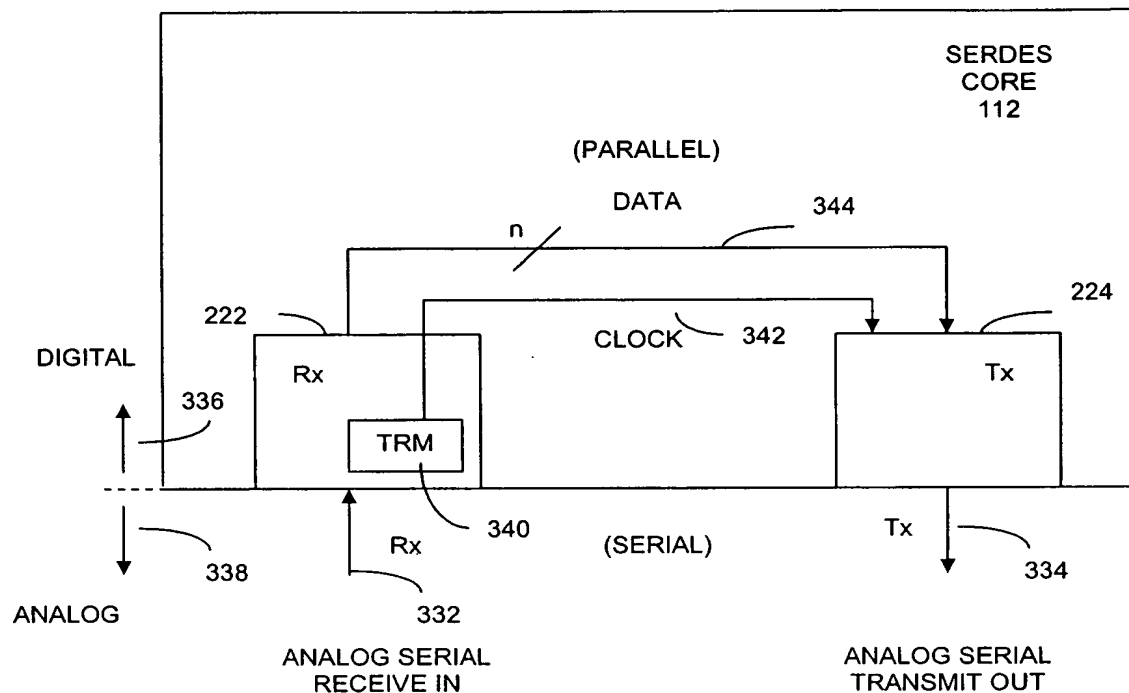 SERDES
CORE
112
(PARALLEL)
DATA
344
n
222
224
CLOCK
342
DIGITAL
Rx
Tx
336
TRM
340
Rx
(SERIAL)
Tx
338
332
334
ANALOG
ANALOG SERIAL
RECEIVE IN
ANALOG SERIAL
TRANSMIT OUT